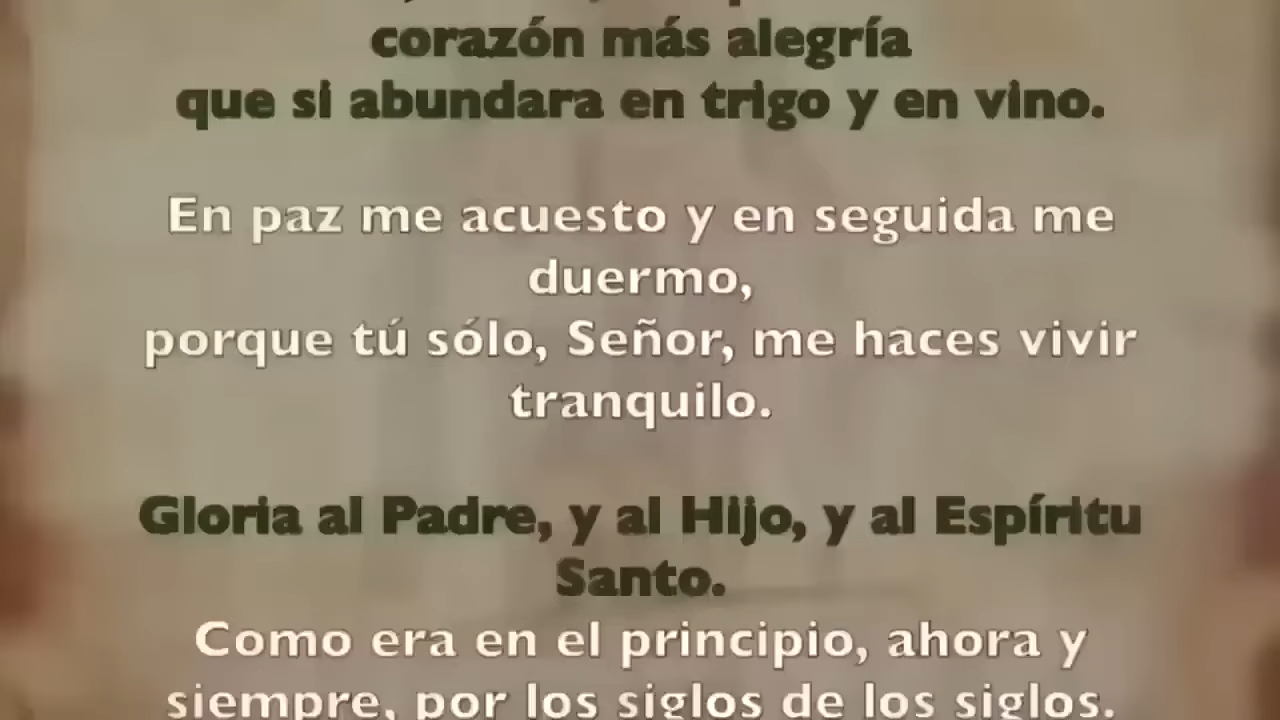 corazón más alegría
que si abundara en trigo y en vino.
En paz me acuesto y en seguida me
duermo,
porque tú sólo, Señor, me haces vivir
tranquilo.
Gloria al Padre, y al Hijo, y al Espíritu
Santo.
Como era en el principio, ahora y
siempre, por los siglos de los siglos.